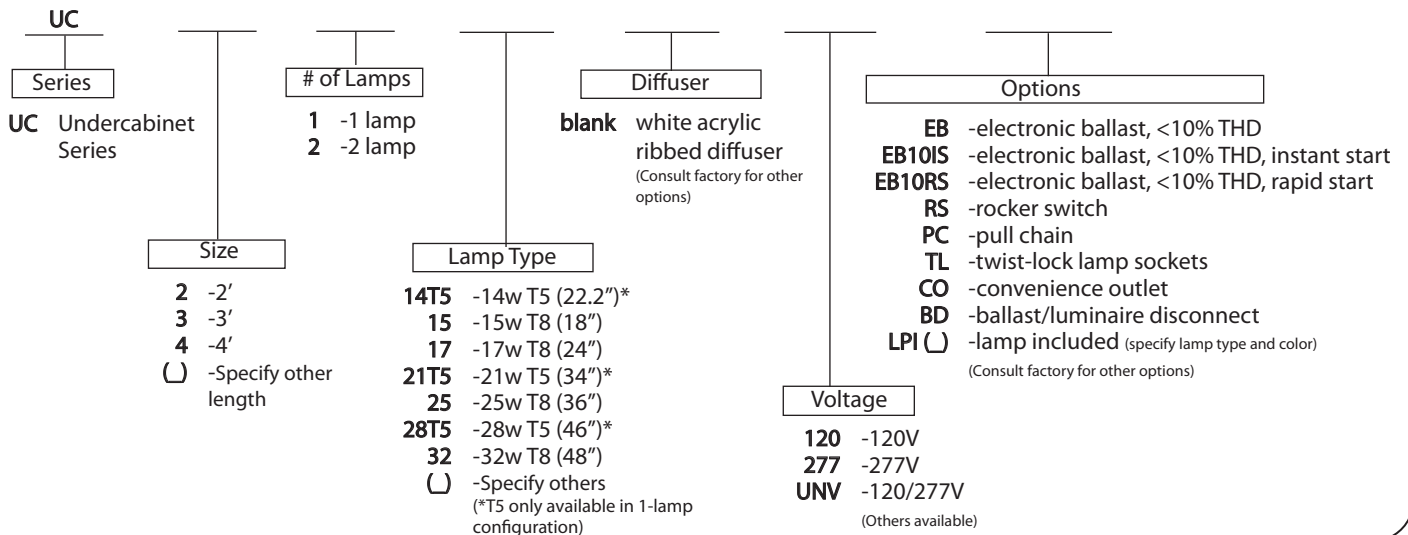 UC
Series
UC Undercabinet
Series
Size
2 -2’
3 -3’
4 -4’
(_) -Specify other
length
# of Lamps
1 -1 lamp
2 -2 lamp
Lamp Type
14T5 -14w T5 (22.2”)*
15 -15w T8 (18”)
17 -17w T8 (24”)
21T5 -21w T5 (34”)*
25 -25w T8 (36”)
28T5 -28w T5 (46”)*
32 -32w T8 (48”)
(_) -Specify others
(*T5 only available in 1-lamp
configuration)
Diffuser
blank white acrylic
ribbed diffuser
(Consult factory for other
options)
Voltage
120 -120V
277 -277V
UNV -120/277V
(Others available)
Options
EB -electronic ballast, <10% THD
EB10IS -electronic ballast, <10% THD, instant start
EB10RS -electronic ballast, <10% THD, rapid start
RS -rocker switch
PC -pull chain
TL -twist-lock lamp sockets
CO -convenience outlet
BD -ballast/luminaire disconnect
LPI (_) -lamp included (specify lamp type and color)
(Consult factory for other options)